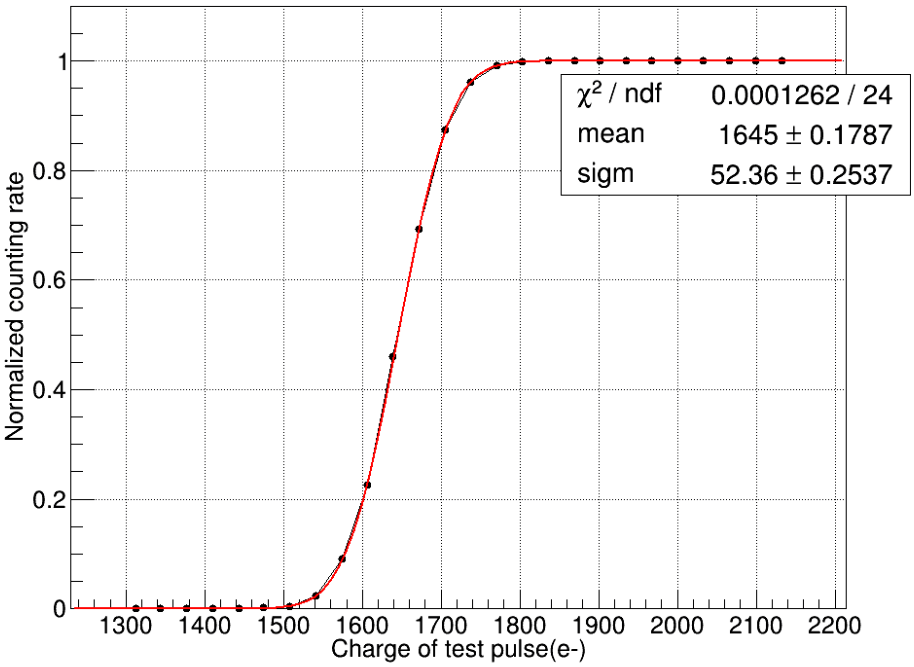 Normalized counting rate
1
0.8
0.6
0.4
0.2
0
χ² / ndf 0.0001262 / 24
mean 1645 ± 0.1787
sigm 52.36 ± 0.2537
1300 1400 1500 1600 1700 1800 1900 2000 2100 2200
Charge of test pulse(e-)